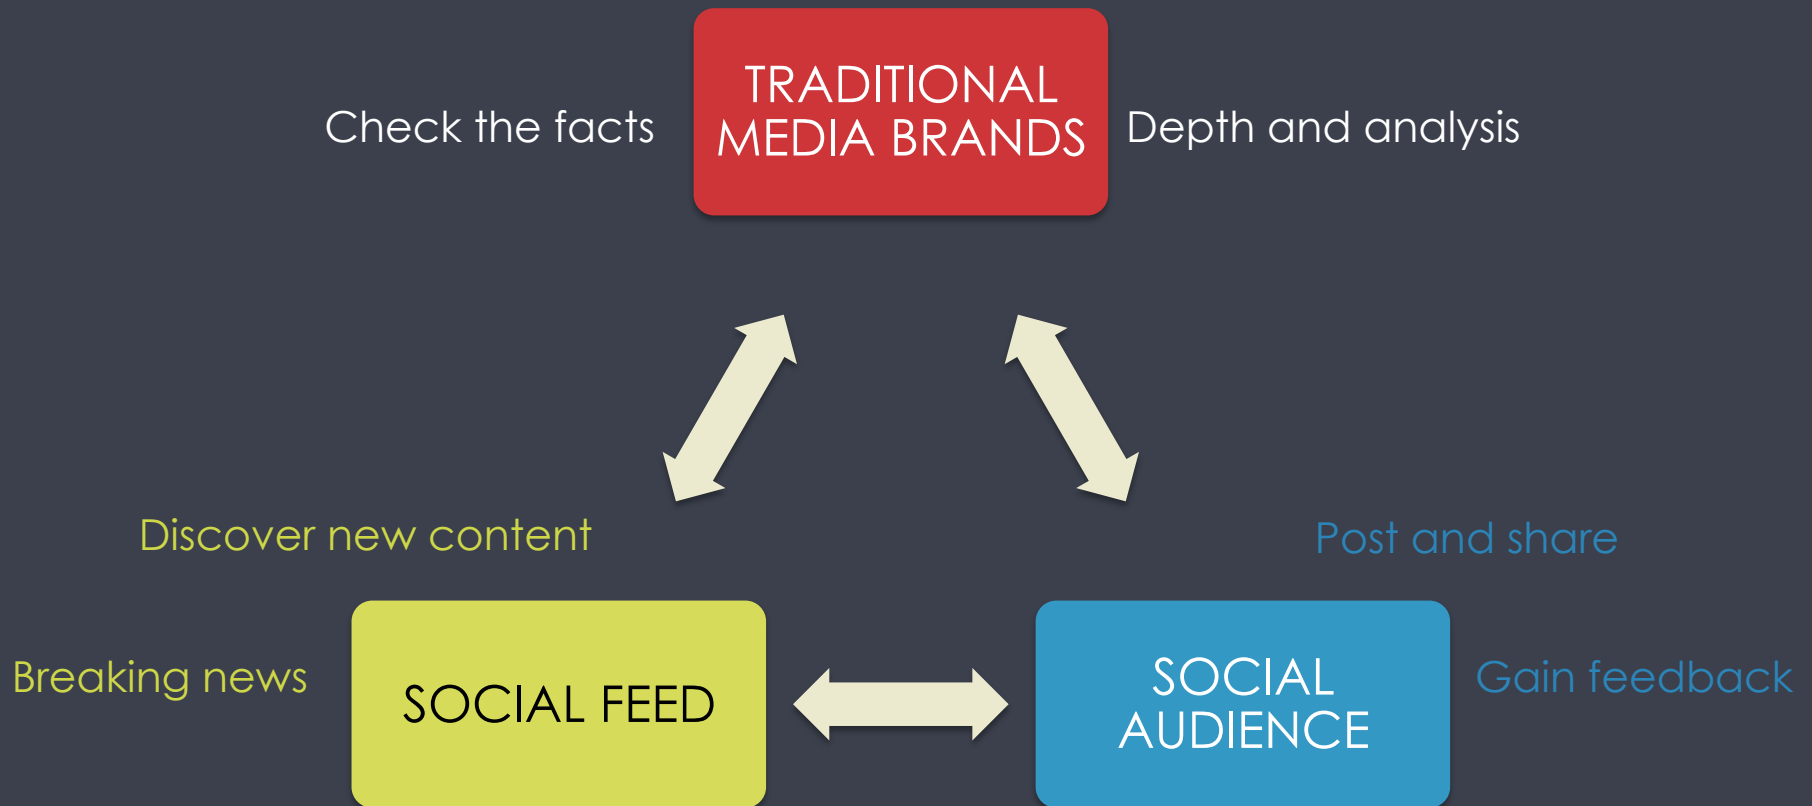 TRADITIONAL
MEDIA BRANDS
Check the facts
Depth and analysis
Discover new content
Post and share
Breaking news
SOCIAL FEED
SOCIAL
AUDIENCE
Gain feedback